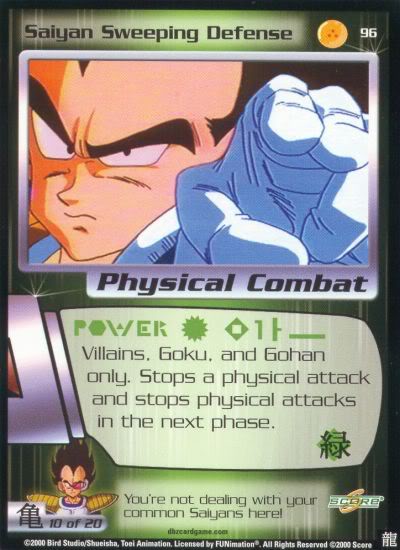 Saiyan Sweeping Defense 96
Physical Combat
POWER
Villains, Goku, and Gohan
only. Stops a physical attack
and stops physical attacks
in the next phase.
緑
You're not dealing with your
common Saiyans here!
SCORE
亀 10 of 20
dbzcardgame.com
龍
©2000 Bird Studio/Shueisha, Toei Animation. Licensed by FUNimation®. All Rights Reserved ©2000 Score